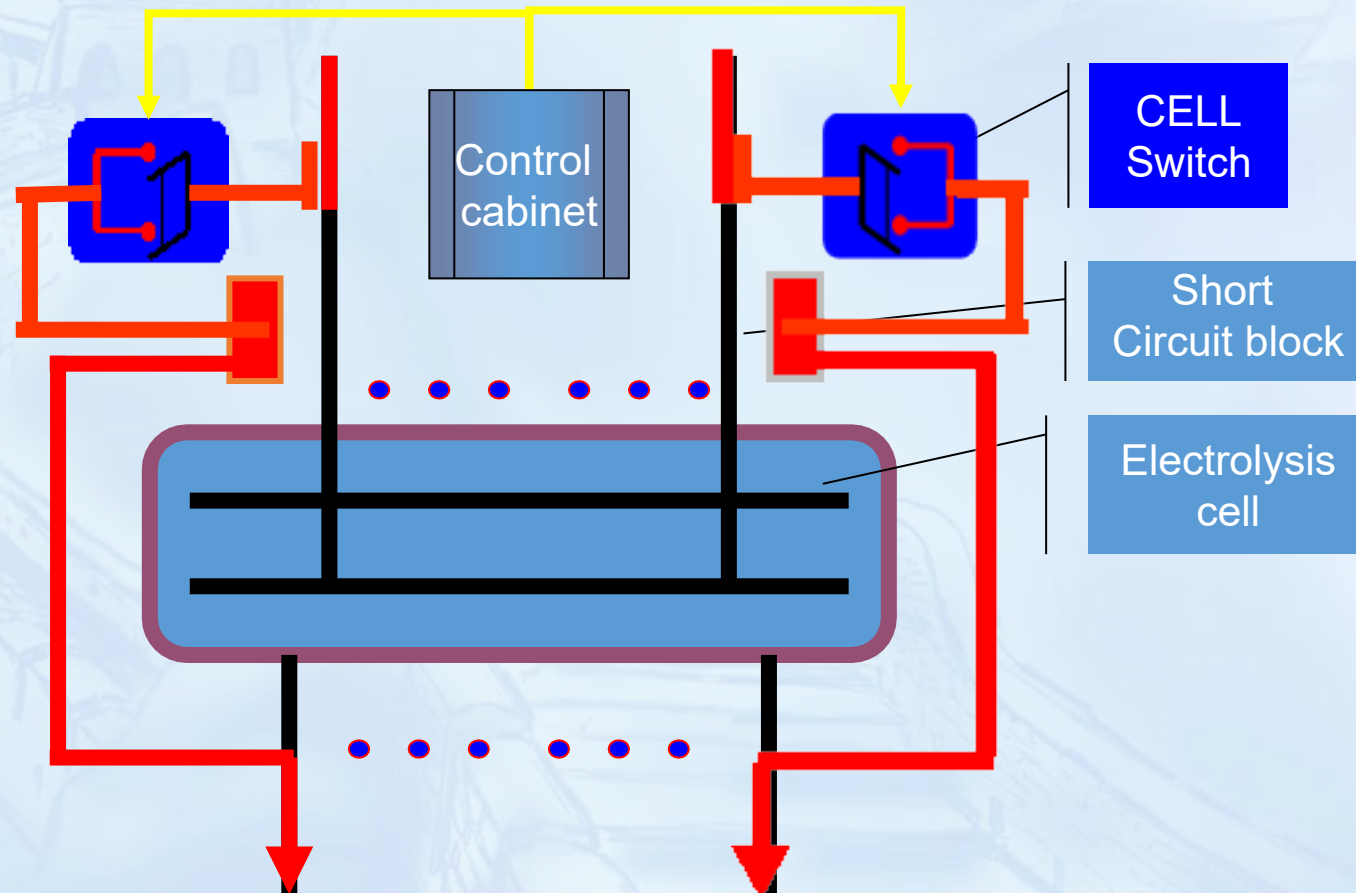 Control
cabinet
CELL
Switch
Short
Circuit block
Electrolysis
cell